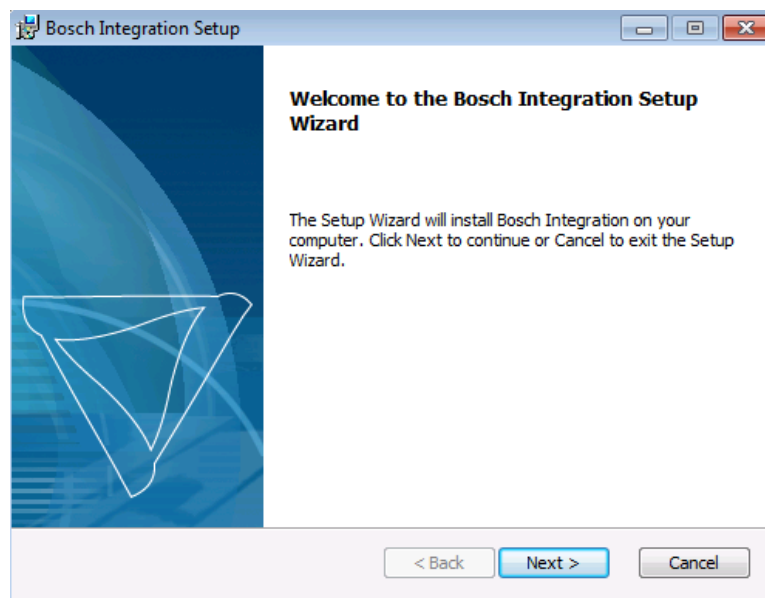 Bosch Integration Setup
Welcome to the Bosch Integration Setup
Wizard
The Setup Wizard will install Bosch Integration on your
computer. Click Next to continue or Cancel to exit the Setup
Wizard.
< Back
Next >
Cancel